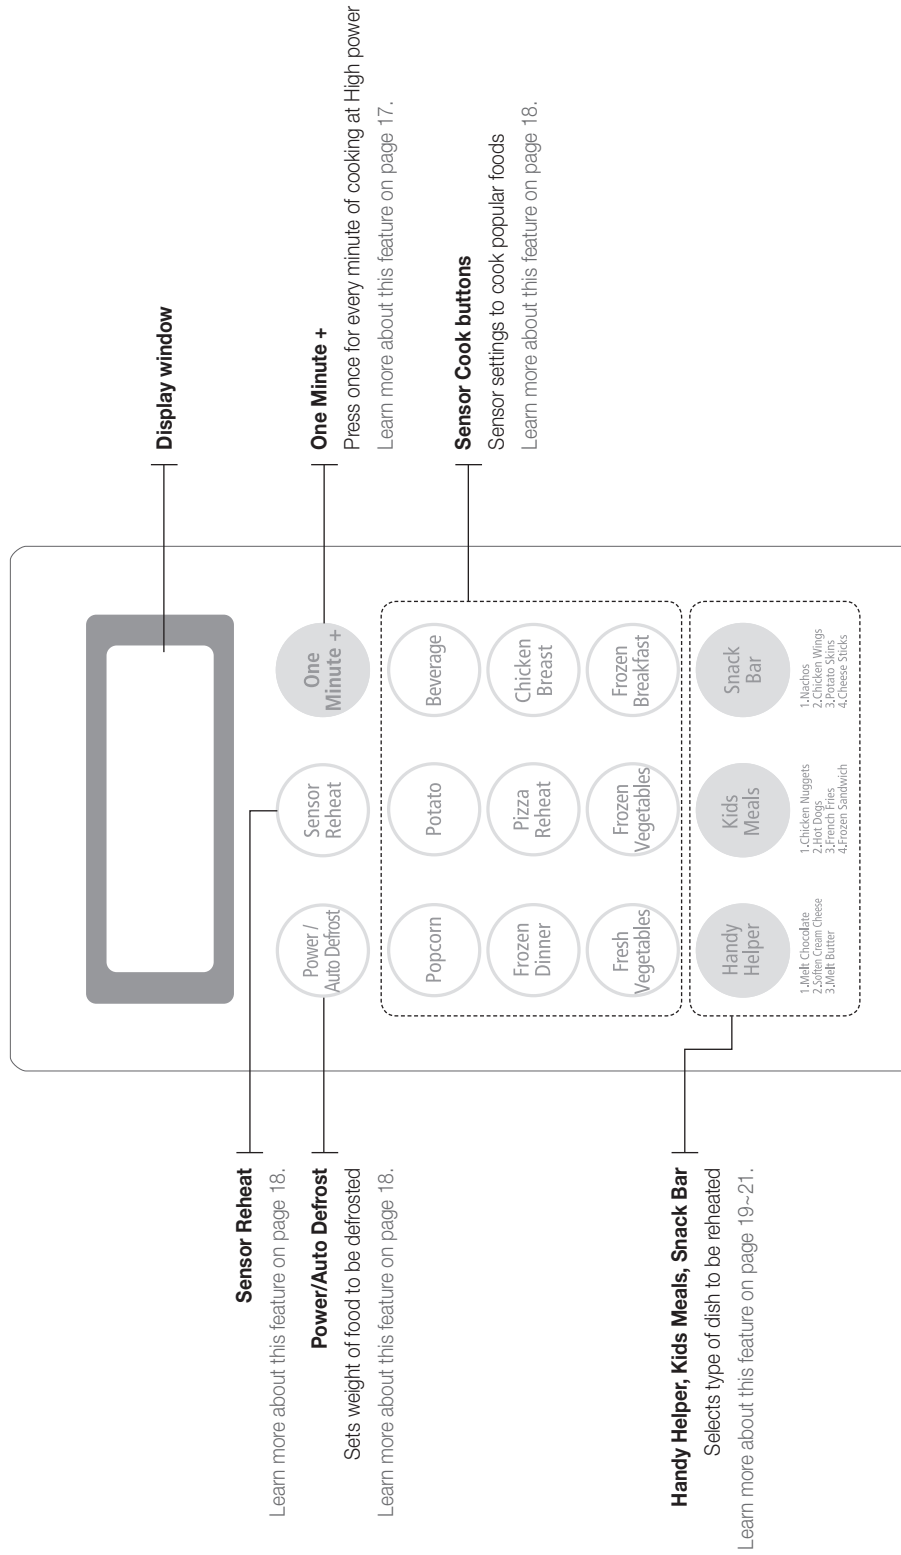 Display window
One Minute +
Press once for every minute of cooking at High power
Learn more about this feature on page 17.
Sensor Cook buttons
Sensor settings to cook popular foods
Learn more about this feature on page 18.
Sensor Reheat
Learn more about this feature on page 18.
Power/Auto Defrost
Sets weight of food to be defrosted
Learn more about this feature on page 18.
Handy Helper, Kids Meals, Snack Bar
Selects type of dish to be reheated
Learn more about this feature on page 19~21.
Power /
Auto Defrost
Sensor
Reheat
One
Minute +
Popcorn
Potato
Beverage
Frozen
Dinner
Pizza
Reheat
Chicken
Breast
Fresh
Vegetables
Frozen
Vegetables
Frozen
Breakfast
Handy
Helper
Kids
Meals
Snack
Bar
1.Melt Chocolate
2.Soften Cream Cheese
3.Melt Butter
1.Chicken Nuggets
2.Hot Dogs
3.French Fries
4.Frozen Sandwich
1.Nachos
2.Chicken Wings
3.Potato Skins
4.Cheese Sticks